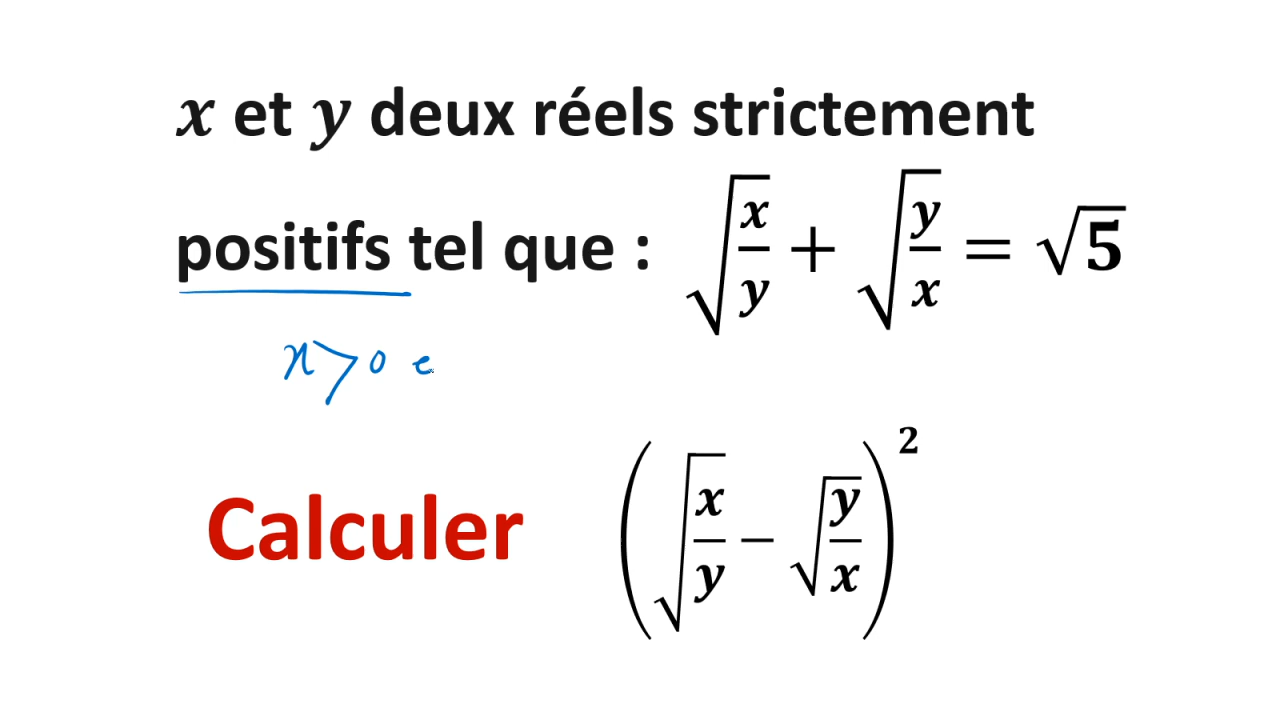 x et y deux réels strictement
positifs tel que : √(x/y) + √(y/x) = √5
x>0 e
Calculer (√(x/y) − √(y/x))²